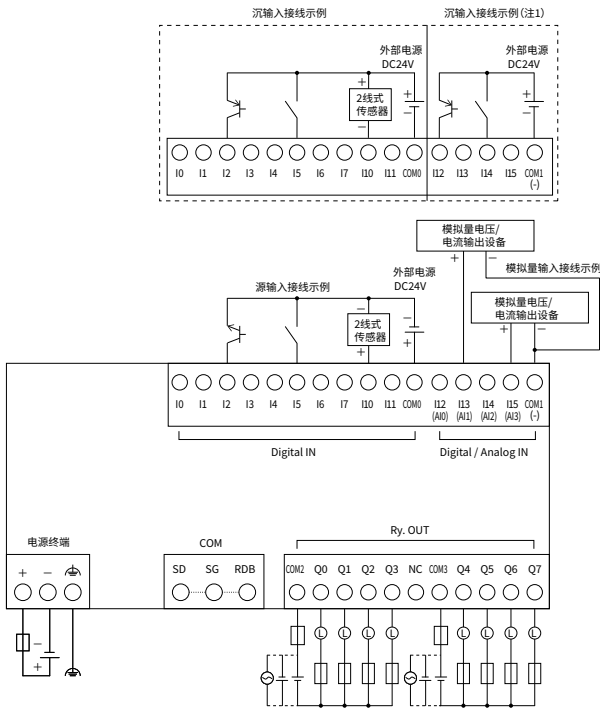 沉输入接线示例
沉输入接线示例(注1)
外部电源
DC24V
外部电源
DC24V
+
2线式
传感器
−
+
−
+
−
I0 I1 I2 I3 I4 I5 I6 I7 I10 I11 COM0 I12 I13 I14 I15 COM1
(-)
模拟量电压/
电流输出设备
+ −
模拟量输入接线示例
模拟量电压/
电流输出设备
+ −
源输入接线示例
外部电源
DC24V
−
2线式
传感器
+
−
+
I0 I1 I2 I3 I4 I5 I6 I7 I10 I11 COM0 I12 I13 I14 I15 COM1
(AI0) (AI1) (AI2) (AI3) (-)
Digital IN
Digital / Analog IN
电源终端
COM
Ry. OUT
+ −
SD SG RDB
COM2 Q0 Q1 Q2 Q3 NC COM3 Q4 Q5 Q6 Q7
L L L L L L L L
−
+